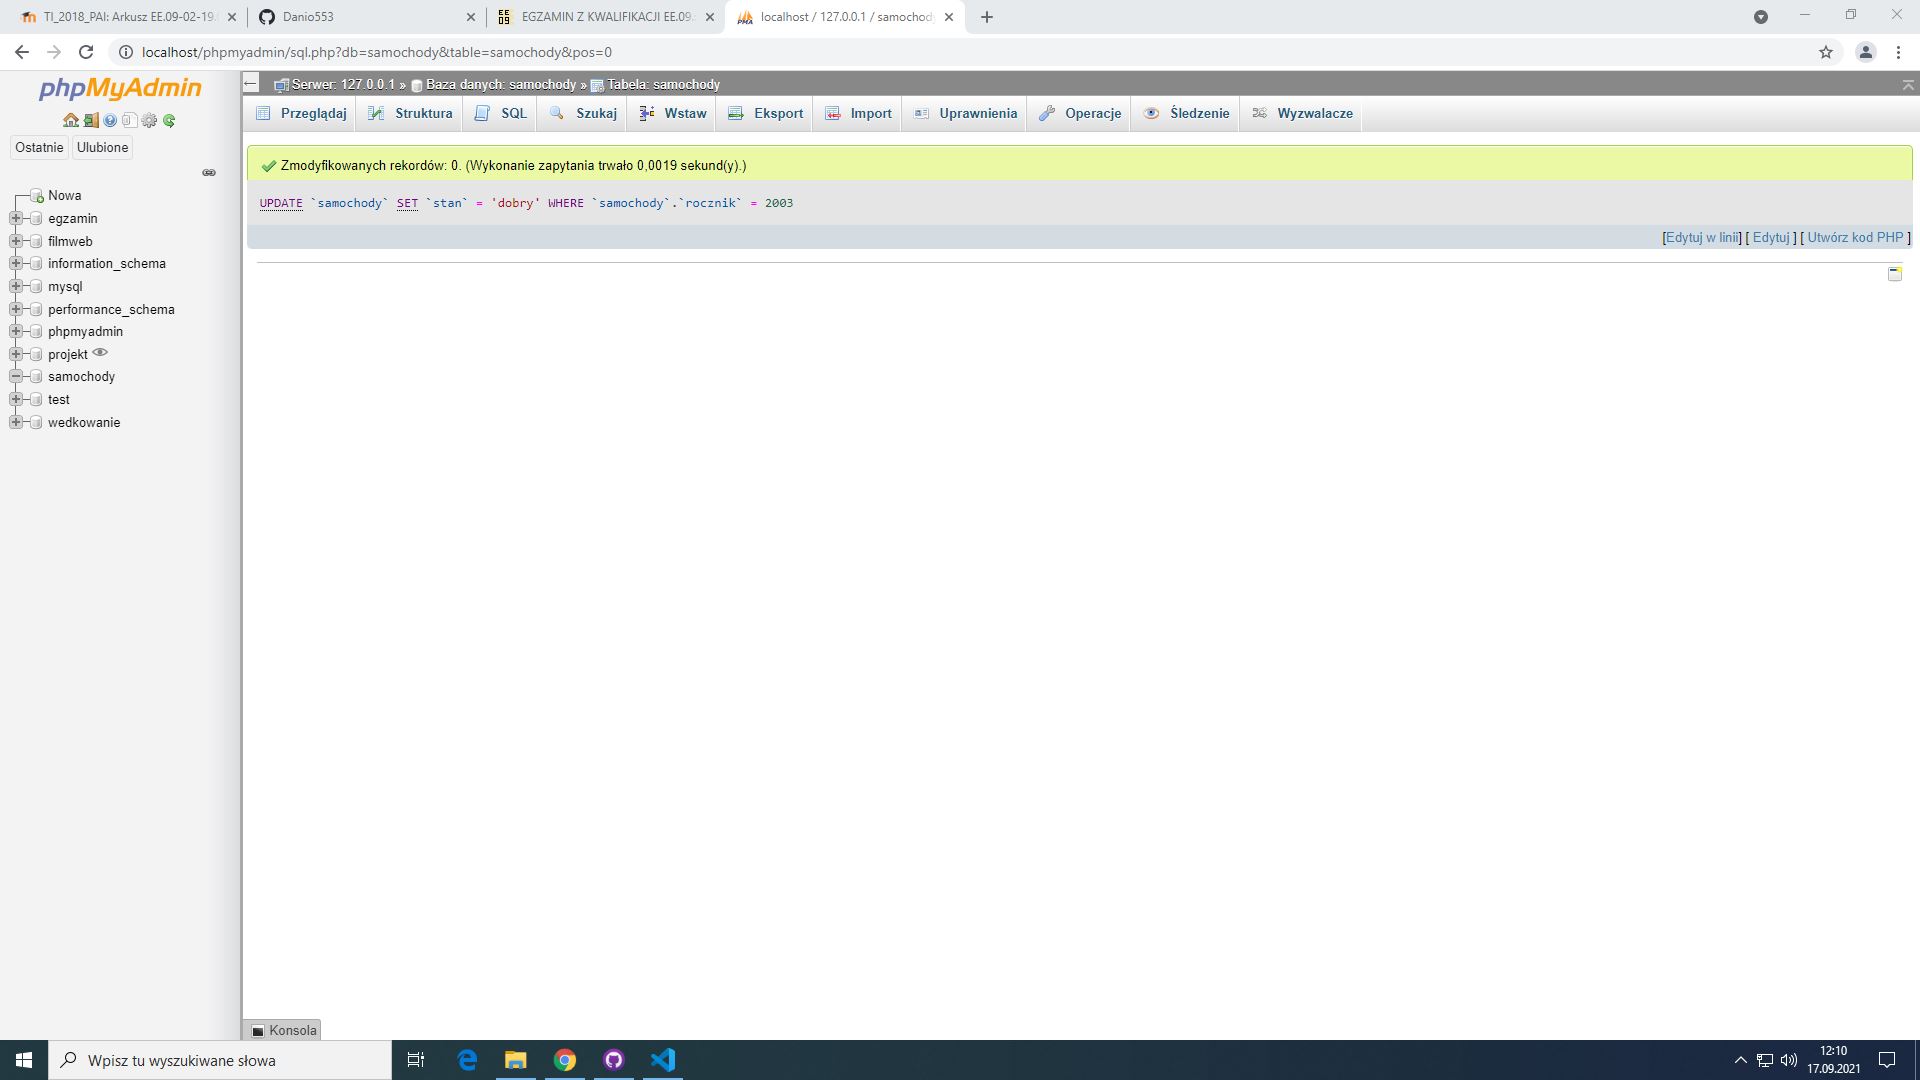 TI_2018_PAI: Arkusz EE.09-02-19.0
Danio553
EGZAMIN Z KWALIFIKACJI EE.09.
localhost / 127.0.0.1 / samochody
localhost/phpmyadmin/sql.php?db=samochody&table=samochody&pos=0
phpMyAdmin
Ostatnie Ulubione
Nowa
egzamin
filmweb
information_schema
mysql
performance_schema
phpmyadmin
projekt
samochody
test
wedkowanie
Serwer: 127.0.0.1 » Baza danych: samochody » Tabela: samochody
Przeglądaj Struktura SQL Szukaj Wstaw Eksport Import Uprawnienia Operacje Śledzenie Wyzwalacze
Zmodyfikowanych rekordów: 0. (Wykonanie zapytania trwało 0,0019 sekund(y).)
UPDATE `samochody` SET `stan` = 'dobry' WHERE `samochody`.`rocznik` = 2003
[Edytuj w linii] [ Edytuj ] [ Utwórz kod PHP ]
Konsola
Wpisz tu wyszukiwane słowa
12:10
17.09.2021